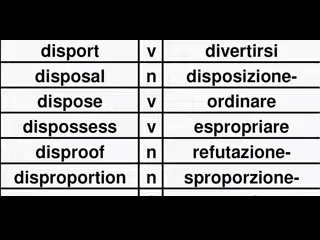 disport v divertirsi
disposal n disposizione-
dispose v ordinare
dispossess v espropriare
disproof n refutazione-
disproportion n sproporzione-